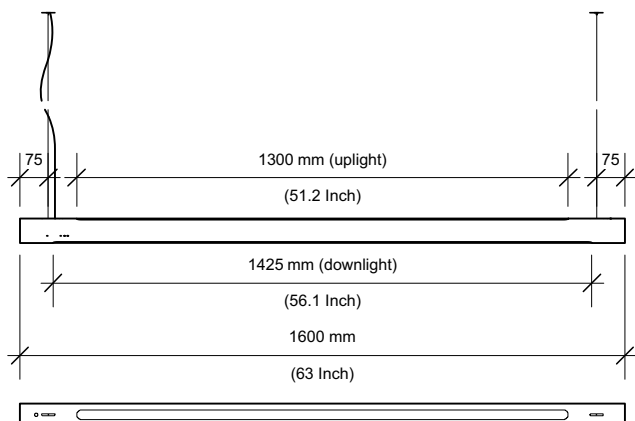 75
1300 mm (uplight)
75
(51.2 Inch)
1425 mm (downlight)
(56.1 Inch)
1600 mm
(63 Inch)